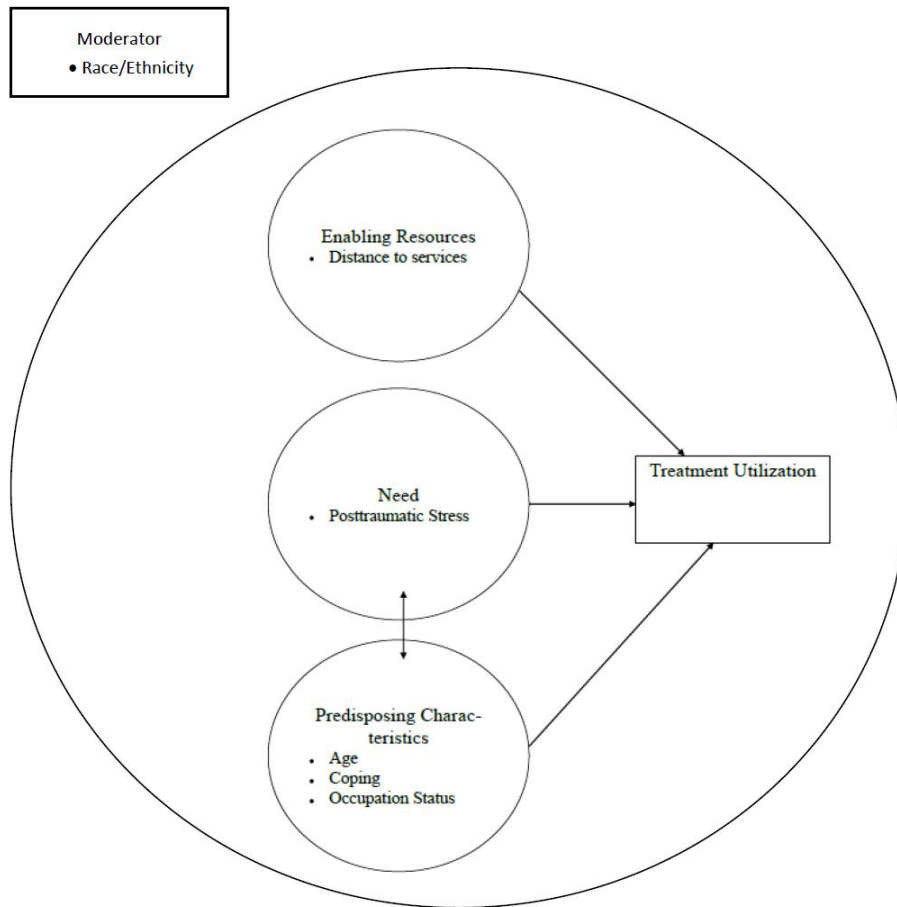 Moderator
• Race/Ethnicity
Enabling Resources
• Distance to services
Need
• Posttraumatic Stress
Treatment Utilization
Predisposing Charac-
teristics
• Age
• Coping
• Occupation Status